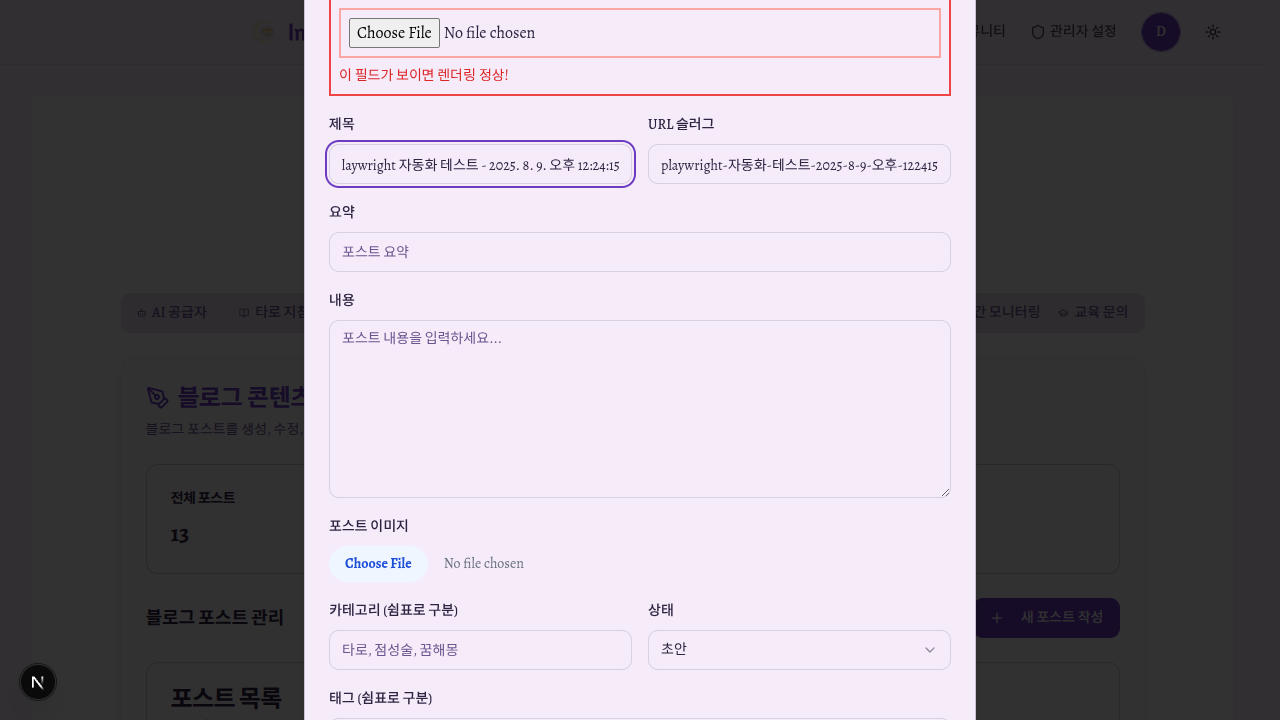 Choose File No file chosen
이 필드가 보이면 렌더링 정상!
관리자 설정
D
제목
URL 슬러그
laywright 자동화 테스트 - 2025. 8. 9. 오후 12:24:15
playwright-자동화-테스트-2025-8-9-오후-122415
요약
포스트 요약
내용
포스트 내용을 입력하세요...
AI 공급자
타로 지침
간 모니터링
교육 문의
블로그 콘텐츠
블로그 포스트를 생성, 수정,
전체 포스트
13
포스트 이미지
Choose File No file chosen
카테고리 (쉼표로 구분)
상태
타로, 점성술, 꿈해몽
초안
블로그 포스트 관리
새 포스트 작성
태그 (쉼표로 구분)
포스트 목록
N